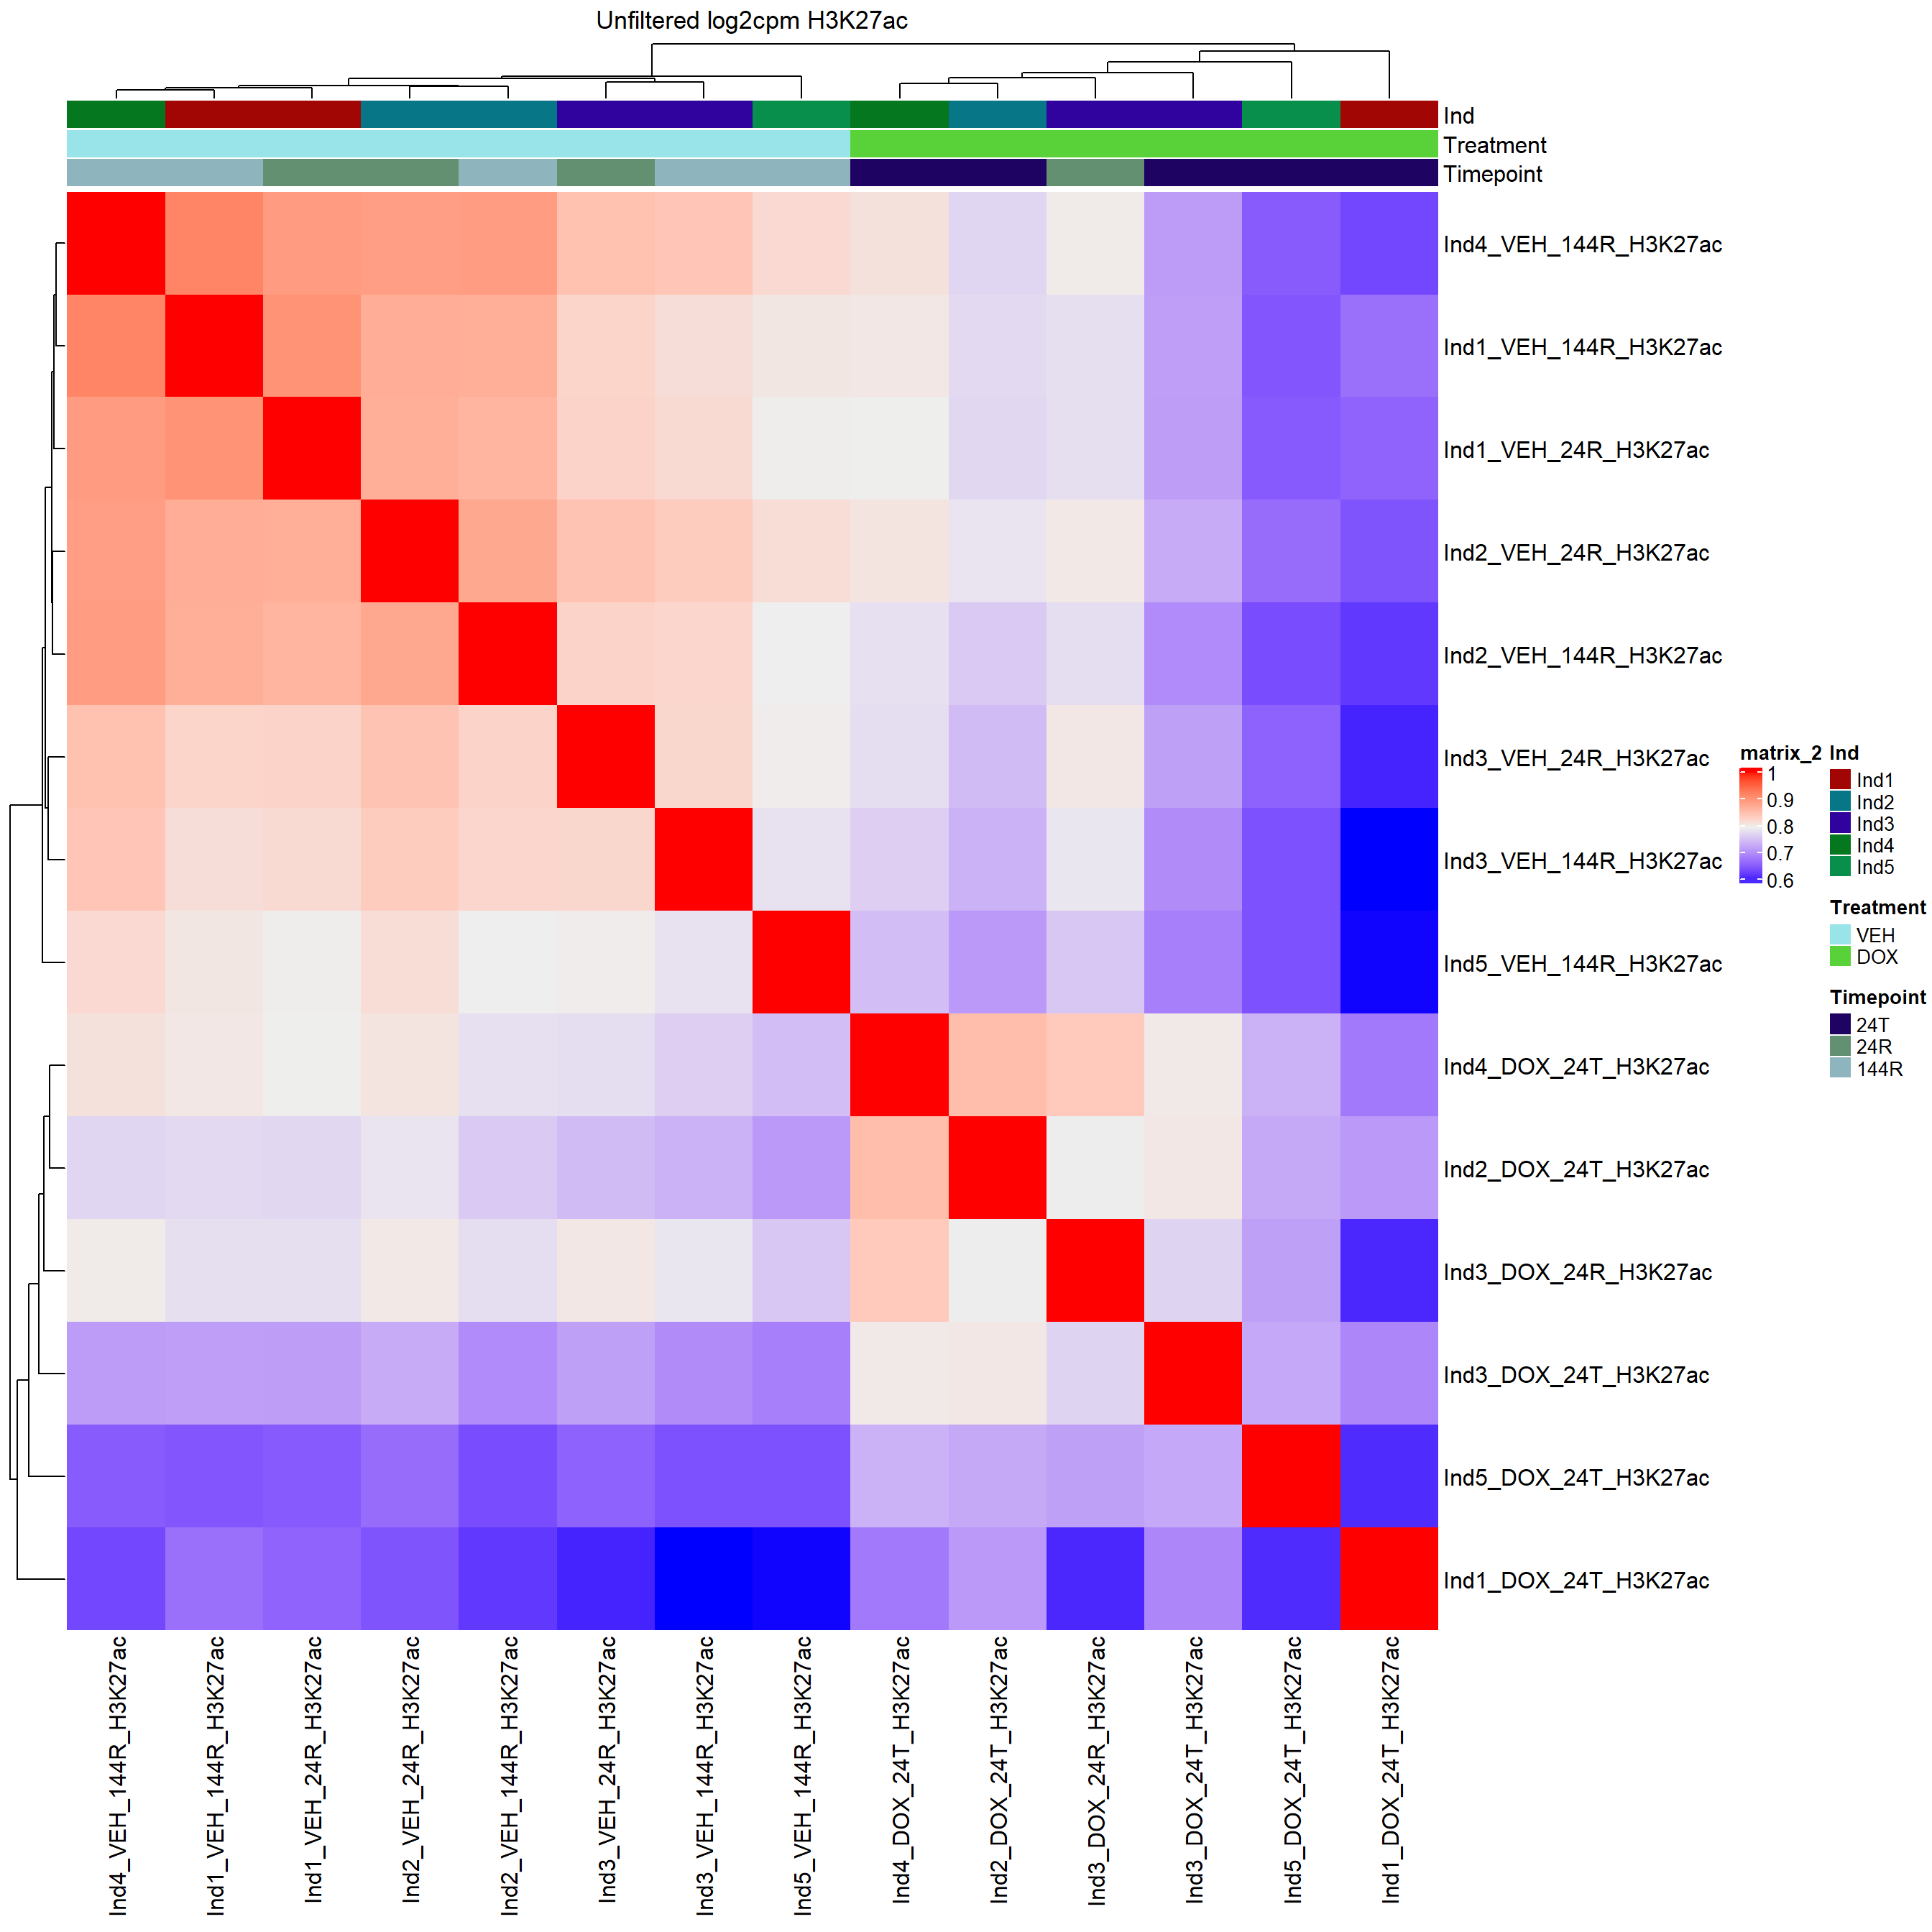 Unfiltered log2cpm H3K27ac
Ind
Treatment
Timepoint
Ind4_VEH_144R_H3K27ac
Ind1_VEH_144R_H3K27ac
Ind1_VEH_24R_H3K27ac
Ind2_VEH_24R_H3K27ac
Ind2_VEH_144R_H3K27ac
Ind3_VEH_24R_H3K27ac
Ind3_VEH_144R_H3K27ac
Ind5_VEH_144R_H3K27ac
Ind4_DOX_24T_H3K27ac
Ind2_DOX_24T_H3K27ac
Ind3_DOX_24R_H3K27ac
Ind3_DOX_24T_H3K27ac
Ind5_DOX_24T_H3K27ac
Ind1_DOX_24T_H3K27ac
Ind4_VEH_144R_H3K27ac
Ind1_VEH_144R_H3K27ac
Ind1_VEH_24R_H3K27ac
Ind2_VEH_24R_H3K27ac
Ind2_VEH_144R_H3K27ac
Ind3_VEH_24R_H3K27ac
Ind3_VEH_144R_H3K27ac
Ind5_VEH_144R_H3K27ac
Ind4_DOX_24T_H3K27ac
Ind2_DOX_24T_H3K27ac
Ind3_DOX_24R_H3K27ac
Ind3_DOX_24T_H3K27ac
Ind5_DOX_24T_H3K27ac
Ind1_DOX_24T_H3K27ac
matrix_2
1
0.9
0.8
0.7
0.6
Ind
Ind1
Ind2
Ind3
Ind4
Ind5
Treatment
VEH
DOX
Timepoint
24T
24R
144R